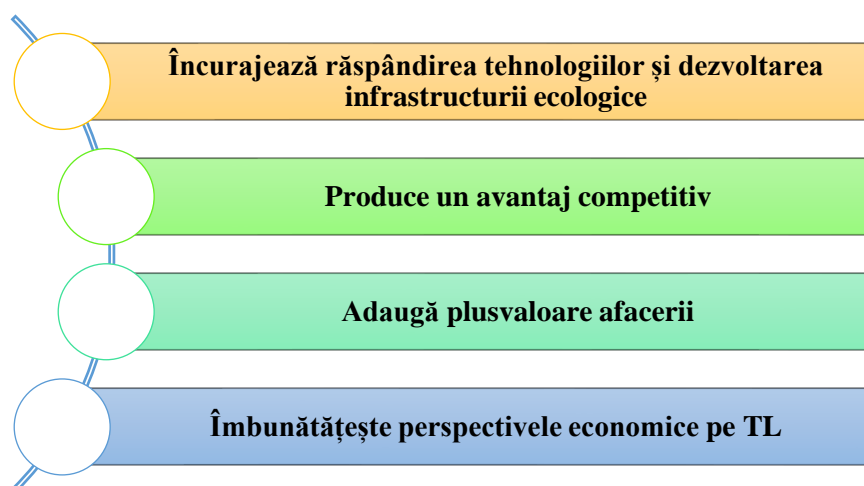 Încurajează răspândirea tehnologiilor și dezvoltarea
infrastructurii ecologice
Produce un avantaj competitiv
Adaugă plusvaloare afacerii
Îmbunătățește perspectivele economice pe TL